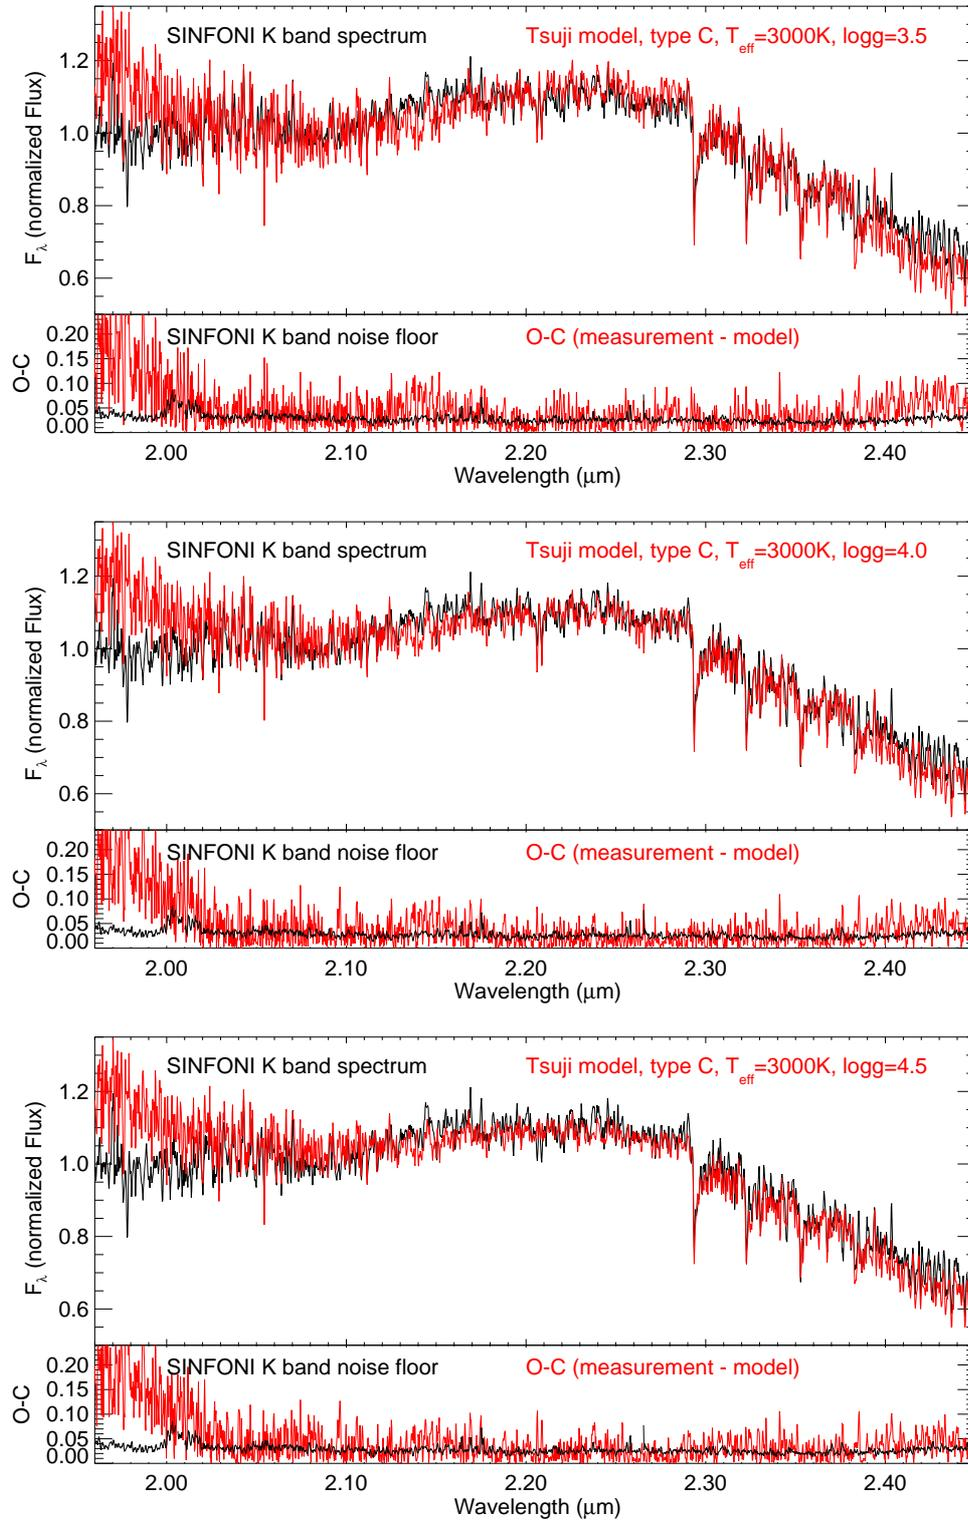 SINFONI K band spectrum
Tsuji model, type C, T_eff=3000K, logg=3.5
F_λ (normalized Flux)
1.2
1.0
0.8
0.6
SINFONI K band noise floor
O-C (measurement - model)
O-C
0.20
0.15
0.10
0.05
0.00
2.00 2.10 2.20 2.30 2.40
Wavelength (μm)
SINFONI K band spectrum
Tsuji model, type C, T_eff=3000K, logg=4.0
F_λ (normalized Flux)
1.2
1.0
0.8
0.6
SINFONI K band noise floor
O-C (measurement - model)
O-C
0.20
0.15
0.10
0.05
0.00
2.00 2.10 2.20 2.30 2.40
Wavelength (μm)
SINFONI K band spectrum
Tsuji model, type C, T_eff=3000K, logg=4.5
F_λ (normalized Flux)
1.2
1.0
0.8
0.6
SINFONI K band noise floor
O-C (measurement - model)
O-C
0.20
0.15
0.10
0.05
0.00
2.00 2.10 2.20 2.30 2.40
Wavelength (μm)